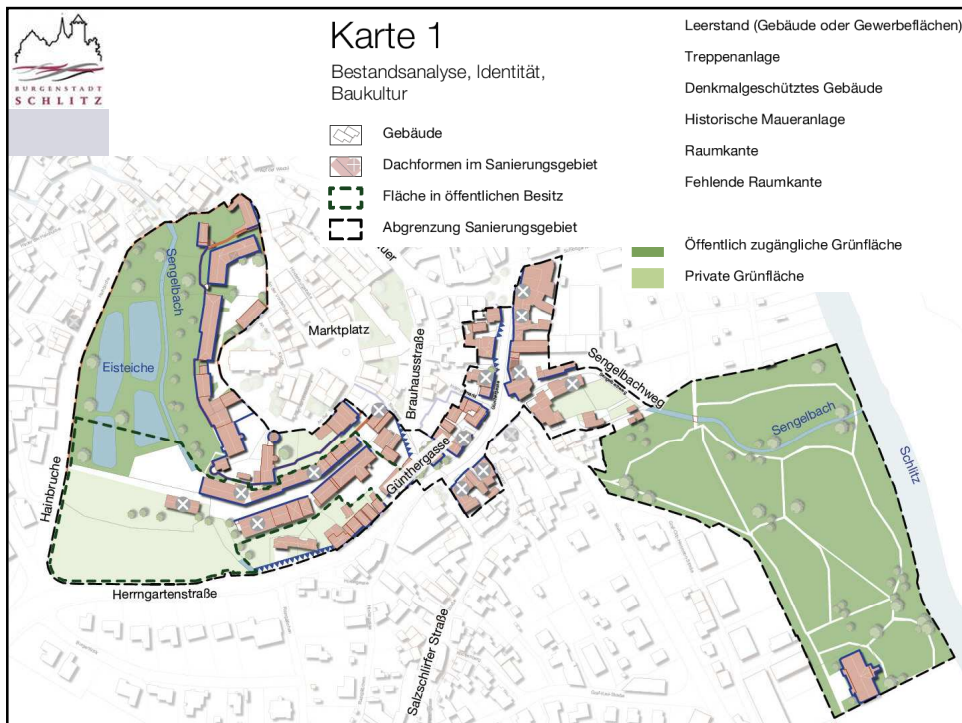 BURGENSTADT
SCHLITZ
Karte 1
Bestandsanalyse, Identität,
Baukultur
Gebäude
Dachformen im Sanierungsgebiet
Fläche in öffentlichen Besitz
Abgrenzung Sanierungsgebiet
Leerstand (Gebäude oder Gewerbeflächen)
Treppenanlage
Denkmalgeschütztes Gebäude
Historische Maueranlage
Raumkante
Fehlende Raumkante
Öffentlich zugängliche Grünfläche
Private Grünfläche
Sengelbach
Eisteiche
Marktplatz
Brauhausstraße
Günthergasse
Sengelbachweg
Sengelbach
Schlitz
Hainbruche
Herrngartenstraße
Salzschlirfer Straße